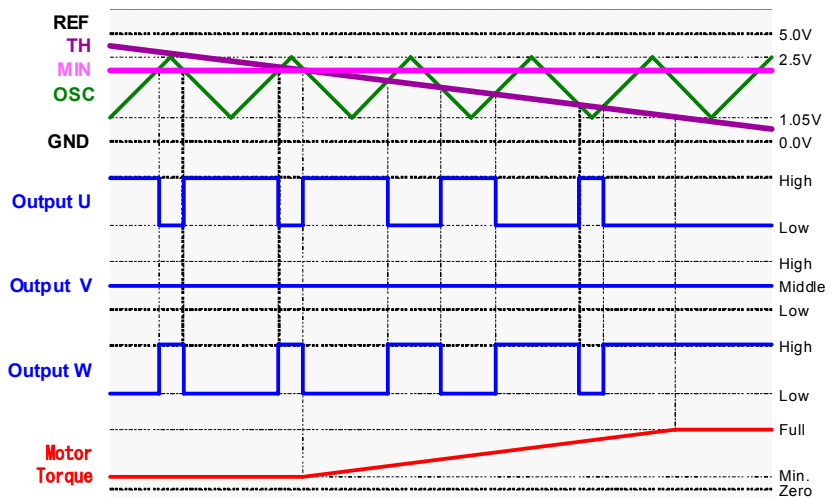 REF
5.0V
TH
2.5V
MIN
OSC
1.05V
GND
0.0V
High
Output U
Low
High
Output V
Middle
Low
High
Output W
Low
Full
Motor
Torque
Min.
Zero